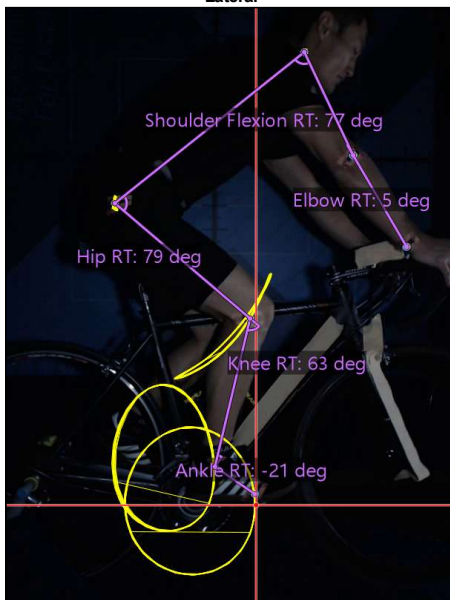 Lateral
Shoulder Flexion RT: 77 deg
Elbow RT: 5 deg
Hip RT: 79 deg
Knee RT: 63 deg
Ankle RT: -21 deg